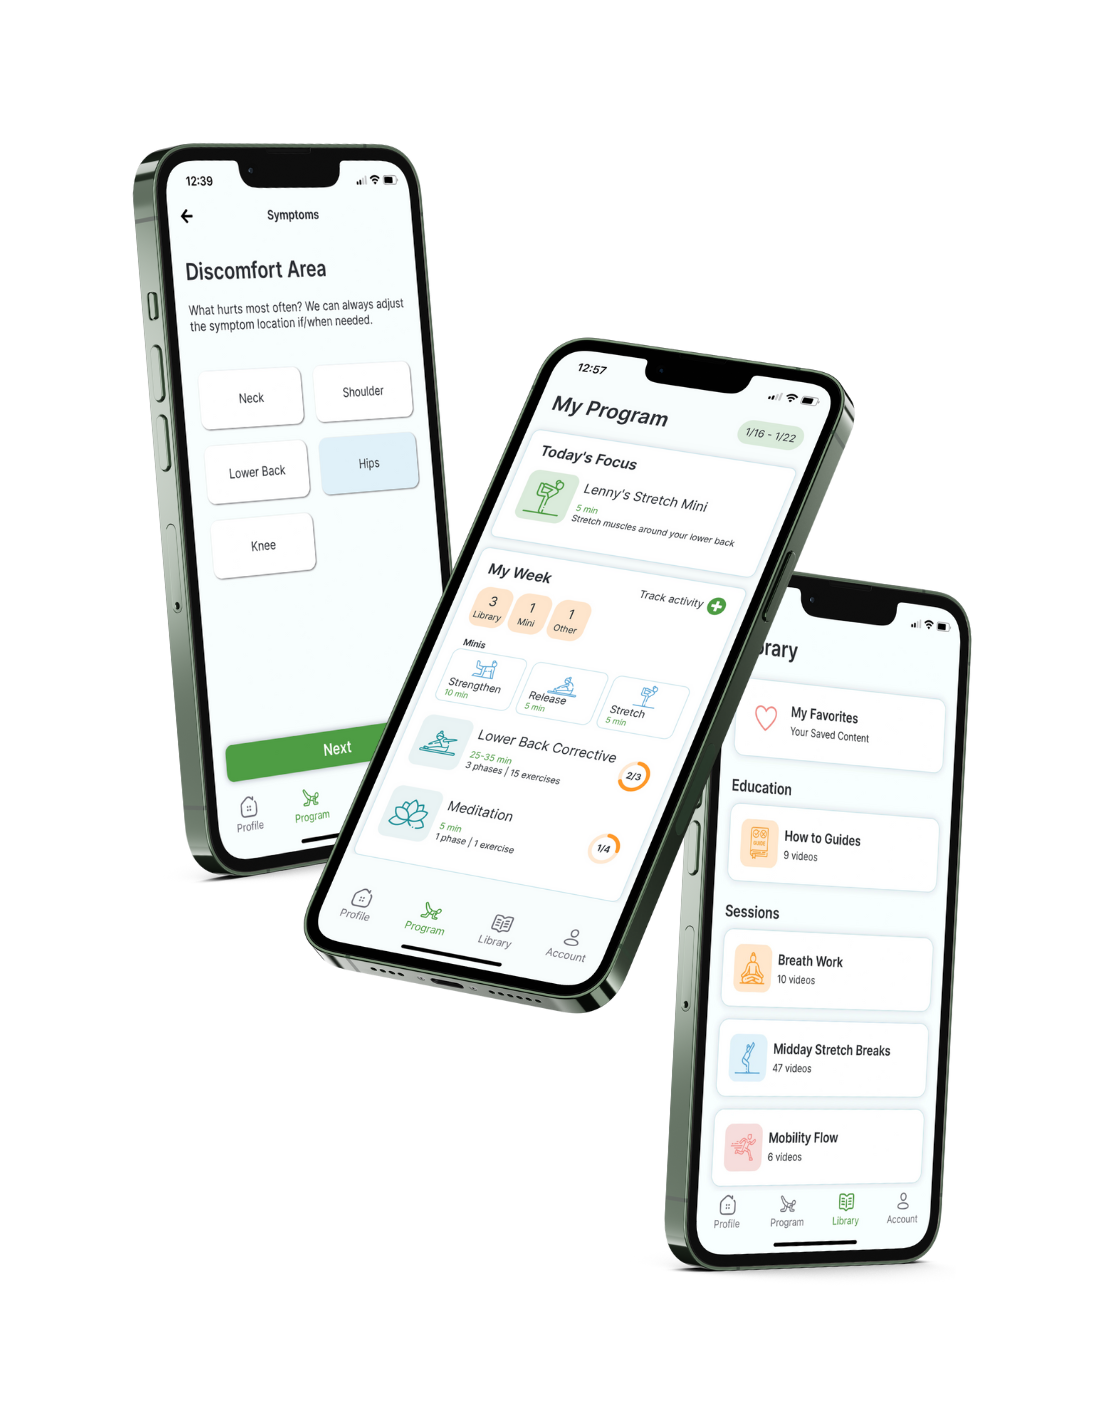 12:39
Symptoms
Discomfort Area
What hurts most often? We can always adjust
the symptom location if/when needed.
Neck
Shoulder
Lower Back
Hips
Knee
Next
Profile
Program
12:57
My Program
1/16 - 1/22
Today's Focus
Lenny's Stretch Mini
5 min
Stretch muscles around your lower back
My Week
Track activity
3
Library
1
Mini
1
Other
Minis
Strengthen
10 min
Release
5 min
Stretch
5 min
Lower Back Corrective
25-35 min
3 phases | 15 exercises
2/3
Meditation
5 min
1 phase | 1 exercise
1/4
Profile
Program
Library
Account
rary
My Favorites
Your Saved Content
Education
GUIDE
How to Guides
9 videos
Sessions
Breath Work
10 videos
Midday Stretch Breaks
47 videos
Mobility Flow
6 videos
Profile
Program
Library
Account